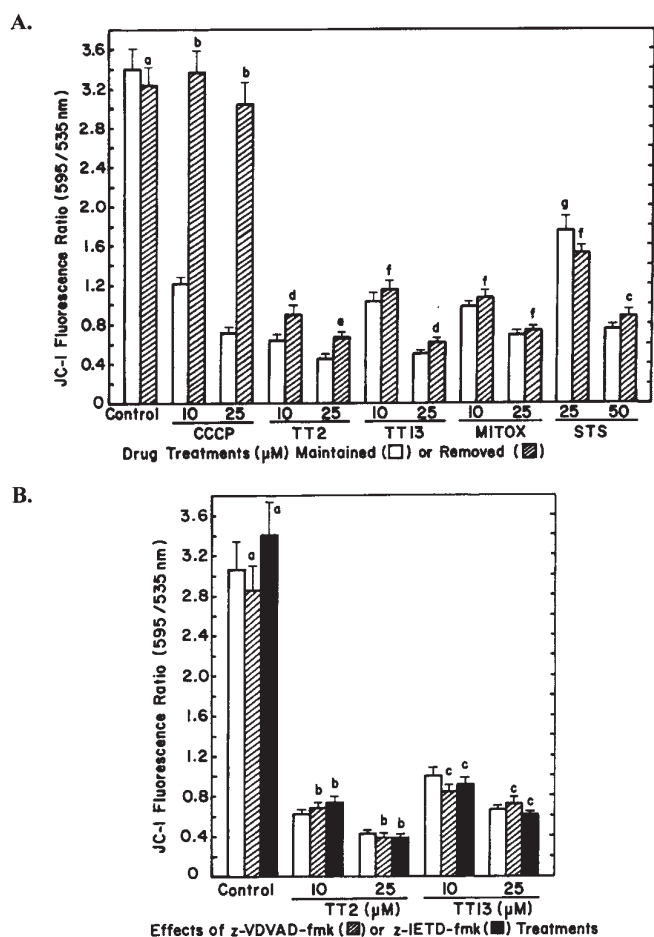 A.
JC-1 Fluorescence Ratio (595/535nm)
3.6
3.2
2.8
2.4
2.0
1.6
1.2
0.8
0.4
0
a
b
b
d
e
f
d
f
f
g
f
c
Control 10 25 10 25 10 25 10 25 25 50
CCCP TT2 TT13 MITOX STS
Drug Treatments (µM) Maintained ( ) or Removed ( )
B.
JC-1 Fluorescence Ratio (595/535nm)
3.6
3.2
2.8
2.4
2.0
1.6
1.2
0.8
0.4
0
a
a
b b
b b
c c
c c
Control 10 25 10 25
TT2 (µM) TT13 (µM)
Effects of z-VDVAD-fmk ( ) or z-IETD-fmk ( ) Treatments